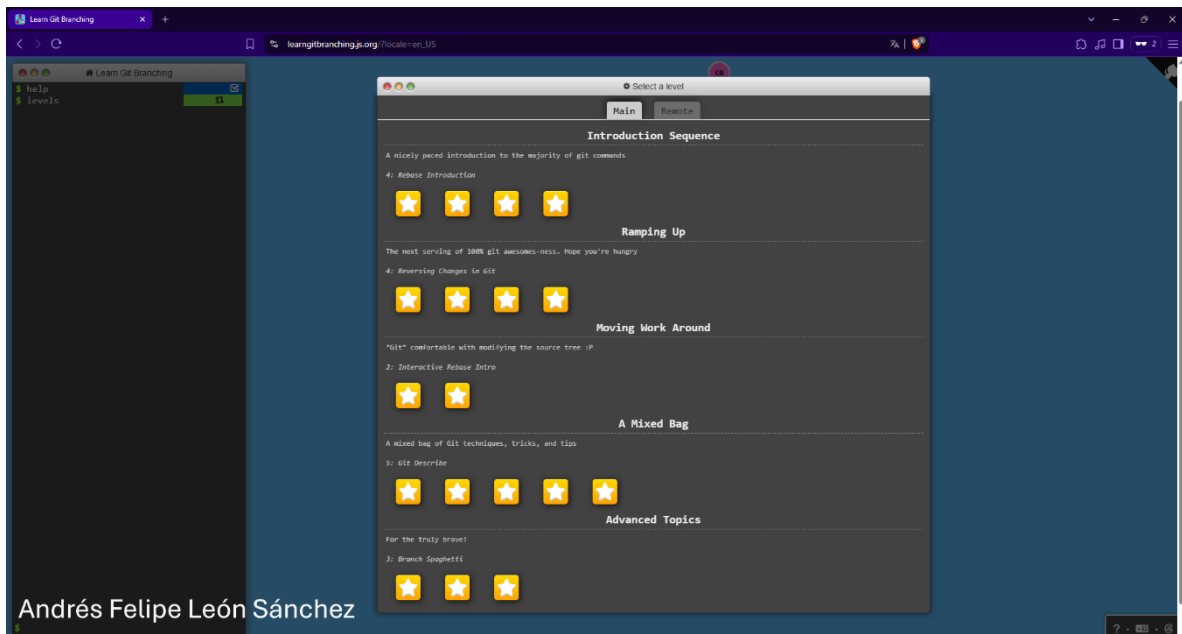 Learn Git Branching
learngitbranching.js.org/?locale=en_US
2
Learn Git Branching
$ help
$ levels
Select a level
Main Remote
Introduction Sequence
A nicely paced introduction to the majority of git commands
4: Rebase Introduction
Ramping Up
The next serving of 100% git awesomes-ness. Hope you're hungry
4: Reversing Changes in Git
Moving Work Around
"Git" comfortable with modifying the source tree :P
2: Interactive Rebase Intro
A Mixed Bag
A mixed bag of Git techniques, tricks, and tips
5: Git Describe
Advanced Topics
For the truly brave!
3: Branch Spaghetti
Andrés Felipe León Sánchez
$
?